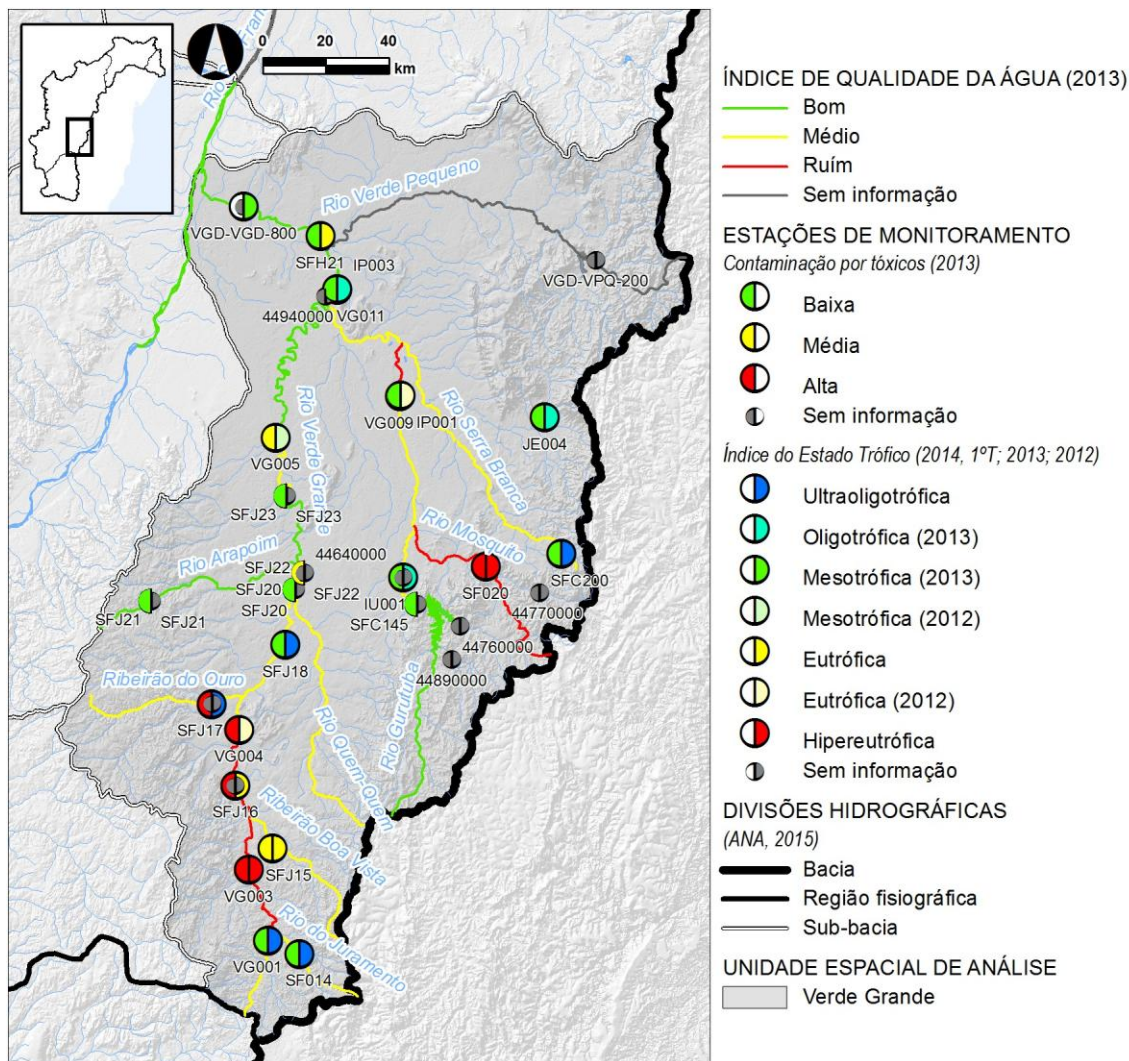 Rio São Fran
0 20 40
km
Rio Verde Pequeno
VGD-VGD-800
SFH21
IP003
VGD-VPQ-200
44940000
VG011
VG009
IP001
JE004
Rio Serra Branca
VG005
Rio Verde Grande
SFJ23
SFJ23
Rio Arapoim
Rio Mosquito
44640000
SFJ22
SFJ20
SFJ22
SFJ20
SFC200
SF020
44770000
IU001
SFC145
SFJ21
SFJ21
44760000
44890000
SFJ18
Ribeirão do Ouro
Rio Gurutuba
Rio Quem-Quem
SFJ17
VG004
SFJ16
Ribeirão Boa Vista
SFJ15
VG003
Rio do Juramento
VG001
SF014
ÍNDICE DE QUALIDADE DA ÁGUA (2013)
Bom
Médio
Ruím
Sem informação
ESTAÇÕES DE MONITORAMENTO
Contaminação por tóxicos (2013)
Baixa
Média
Alta
Sem informação
Índice do Estado Trófico (2014, 1ºT; 2013; 2012)
Ultraoligotrófica
Oligotrófica (2013)
Mesotrófica (2013)
Mesotrófica (2012)
Eutrófica
Eutrófica (2012)
Hipereutrófica
Sem informação
DIVISÕES HIDROGRÁFICAS
(ANA, 2015)
Bacia
Região fisiográfica
Sub-bacia
UNIDADE ESPACIAL DE ANÁLISE
Verde Grande